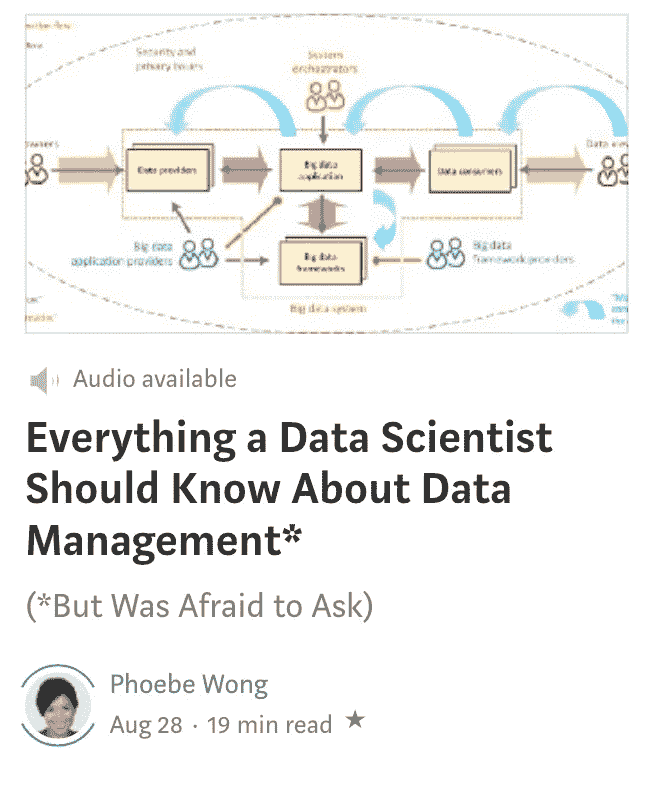 Security and
privacy issues
System
orchestrators
Data providers
Big data
application
Data consumers
Big data
application providers
Big data
frameworks
Big data
framework providers
Big data system
Audio available
Everything a Data Scientist
Should Know About Data
Management*
(*But Was Afraid to Ask)
Phoebe Wong
Aug 28 · 19 min read ★